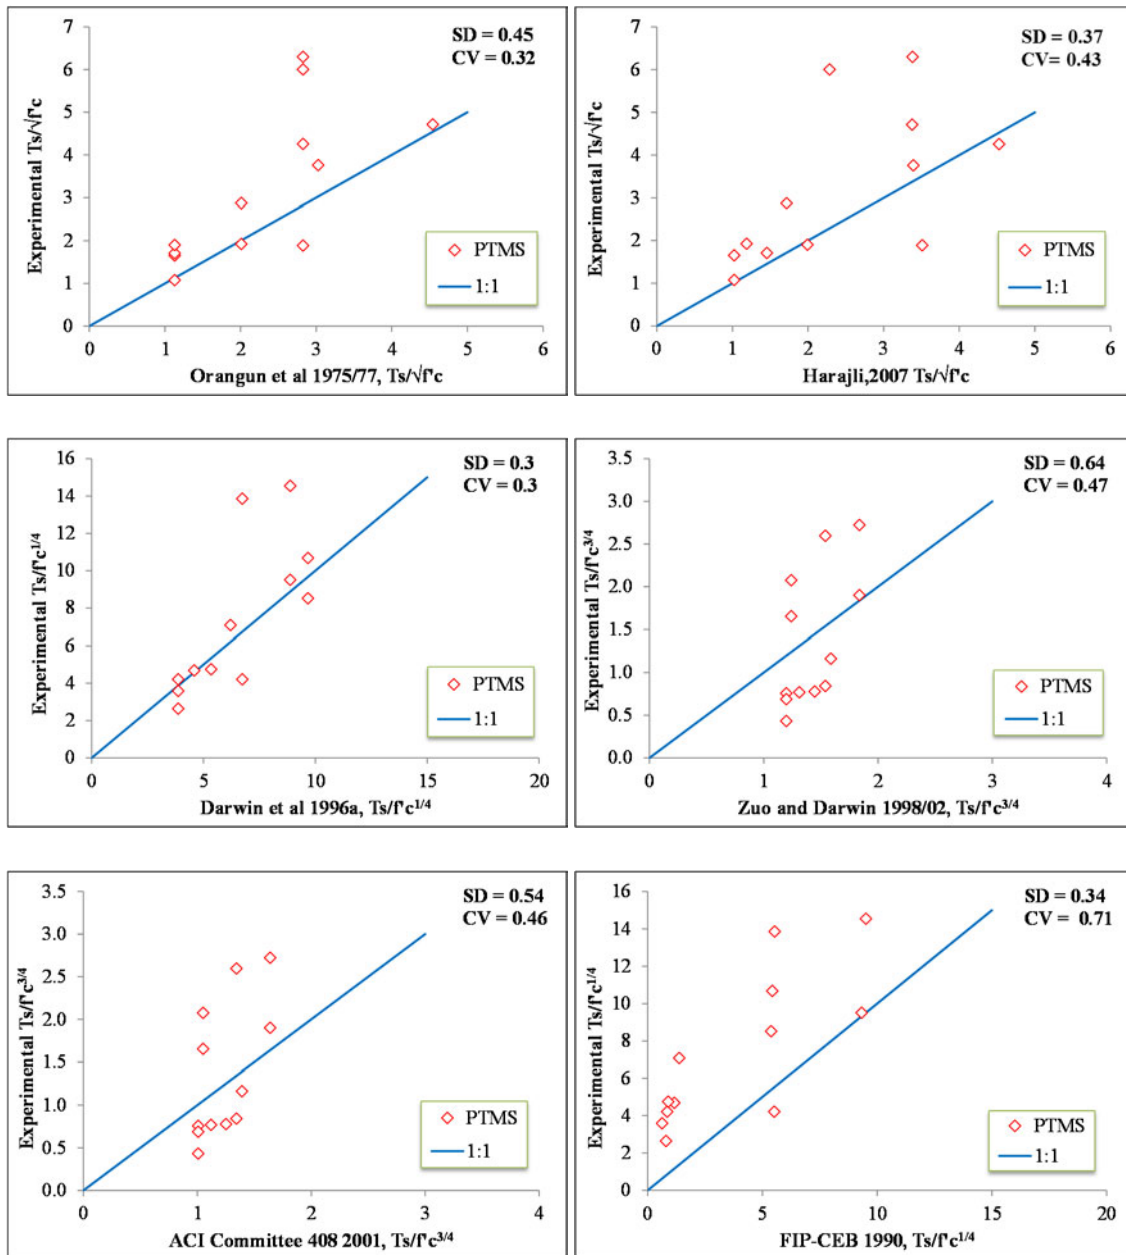 SD = 0.45
CV = 0.32
7
6
5
4
3
2
1
0
Experimental Ts/√f'c
PTMS
1:1
0 1 2 3 4 5 6
Orangun et al 1975/77, Ts/√f'c
SD = 0.37
CV= 0.43
7
6
5
4
3
2
1
0
Experimental Ts/√f'c
PTMS
1:1
0 1 2 3 4 5 6
Harajli,2007 Ts/√f'c
SD = 0.3
CV = 0.3
16
14
12
10
8
6
4
2
0
Experimental Ts/f'c1/4
PTMS
1:1
0 5 10 15 20
Darwin et al 1996a, Ts/f'c1/4
SD = 0.64
CV = 0.47
3.5
3.0
2.5
2.0
1.5
1.0
0.5
0.0
Experimental Ts/f'c3/4
PTMS
1:1
0 1 2 3 4
Zuo and Darwin 1998/02, Ts/f'c3/4
SD = 0.54
CV = 0.46
3.5
3.0
2.5
2.0
1.5
1.0
0.5
0.0
Experimental Ts/f'c3/4
PTMS
1:1
0 1 2 3 4
ACI Committee 408 2001, Ts/f'c3/4
SD = 0.34
CV = 0.71
16
14
12
10
8
6
4
2
0
Experimental Ts/f'c1/4
PTMS
1:1
0 5 10 15 20
FIP-CEB 1990, Ts/f'c1/4